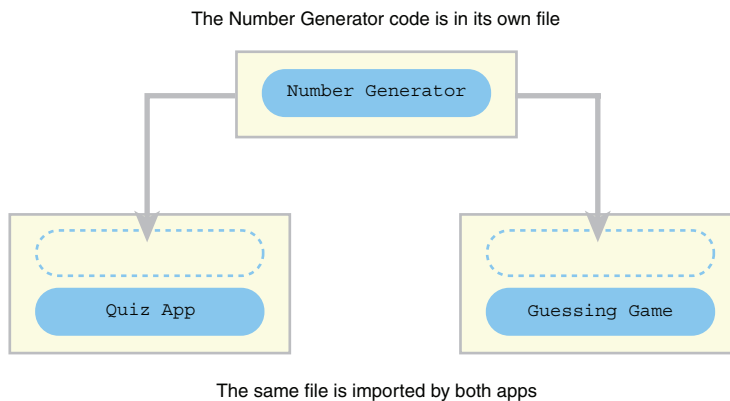 The Number Generator code is in its own file
Number Generator
Quiz App
Guessing Game
The same file is imported by both apps